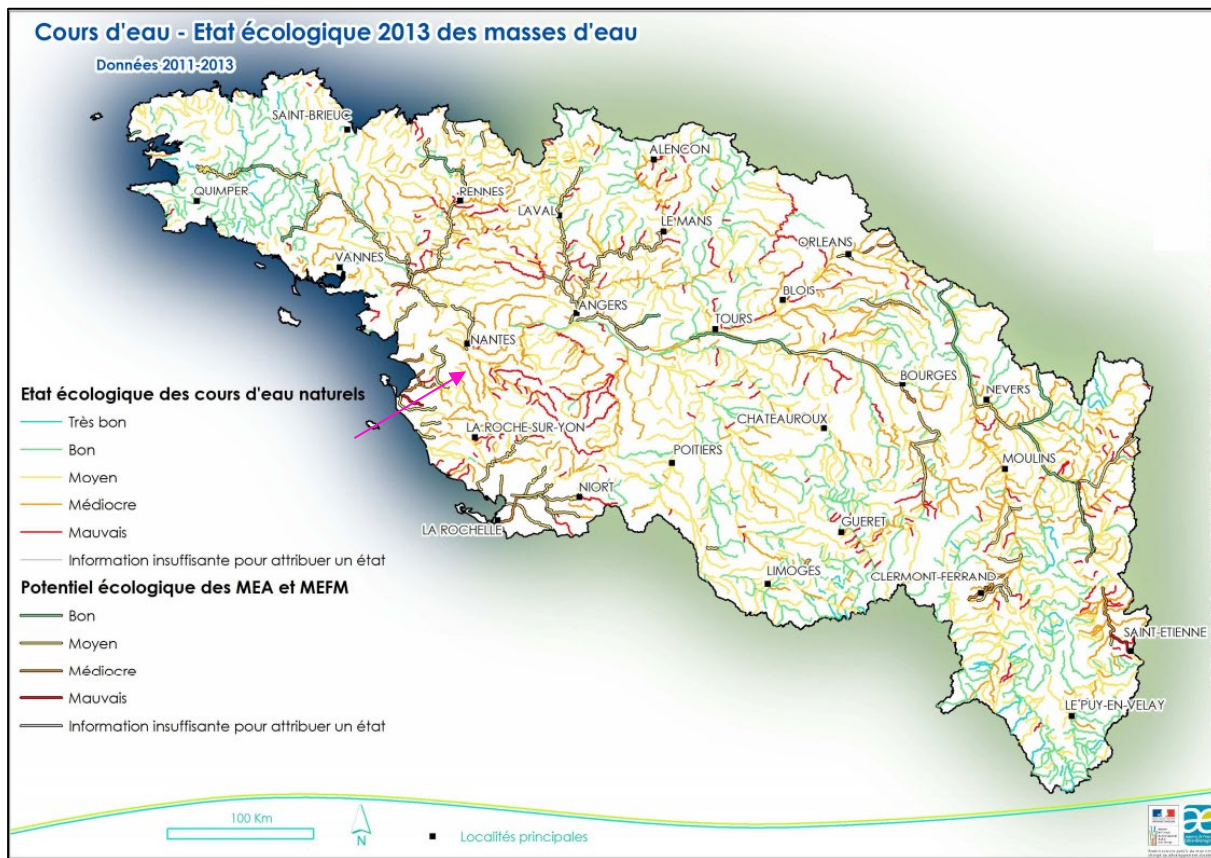 Cours d'eau - Etat écologique 2013 des masses d'eau
Données 2011-2013
SAINT-BRIEUC
ALENCON
QUIMPER
RENNES
LAVAL
LE MANS
ORLEANS
VANNES
BLOIS
ANGERS
TOURS
NANTES
BOURGES
NEVERS
CHATEAUROUX
LA ROCHE-SUR-YON
POITIERS
MOULINS
NIORT
LA ROCHELLE
GUERET
LIMOGES
CLERMONT-FERRAND
SAINT-ETIENNE
LE PUY-EN-VELAY
Etat écologique des cours d'eau naturels
Très bon
Bon
Moyen
Médiocre
Mauvais
Information insuffisante pour attribuer un état
Potentiel écologique des MEA et MEFM
Bon
Moyen
Médiocre
Mauvais
Information insuffisante pour attribuer un état
100 Km
N
Localités principales